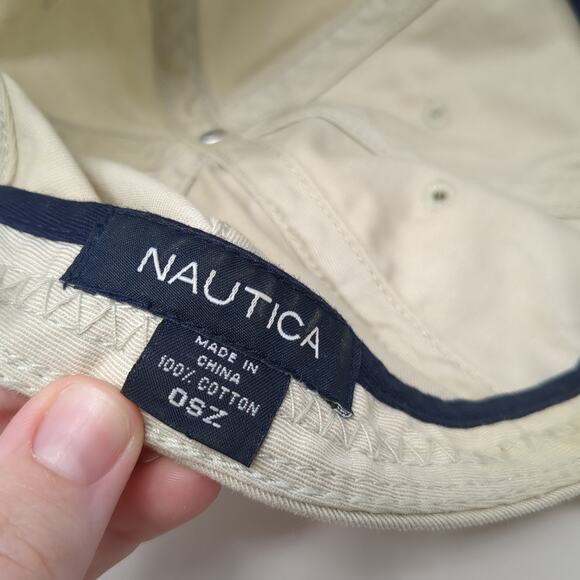 NAUTICA
MADE IN
CHINA
100% COTTON
OSZ